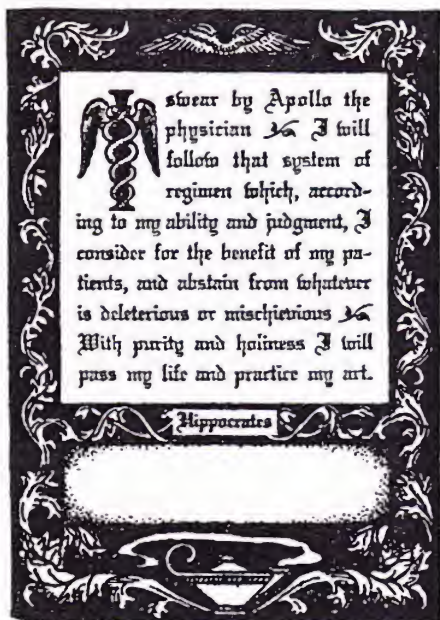 I swear by Apollo the
physician I will
follow that system of
regimen which, accord-
ing to my ability and judgment, I
consider for the benefit of my pa-
tients, and abstain from whatever
is deleterious or mischievious
With purity and holiness I will
pass my life and practice my art.
Hippocrates